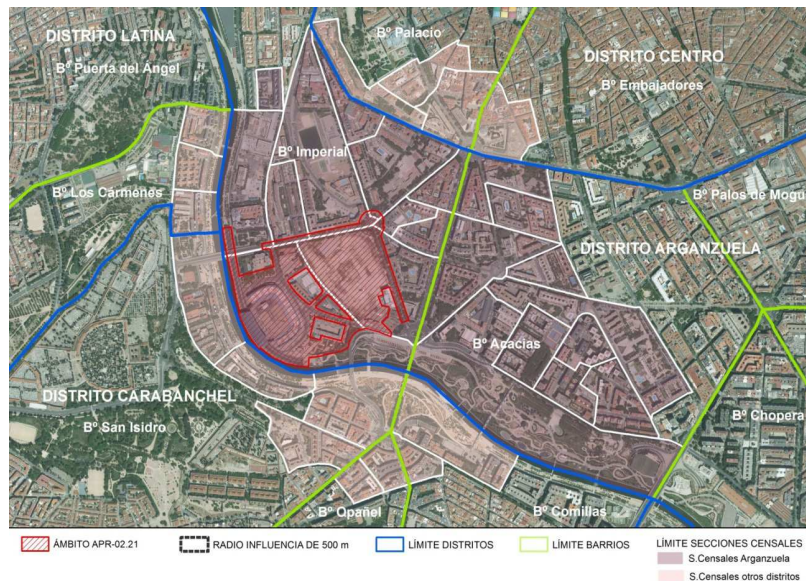 DISTRITO LATINA
Bº Puerta del Ángel
Bº Palacio
DISTRITO CENTRO
Bº Embajadores
Bº Imperial
Bº Los Cármenes
Bº Palos de Mogu
DISTRITO ARGANZUELA
Bº Acacias
DISTRITO CARABANCHEL
Bº San Isidro
Bº Chopera
Bº Opañel
Bº Comillas
ÁMBITO APR-02.21
RADIO INFLUENCIA DE 500 m
LÍMITE DISTRITOS
LÍMITE BARRIOS
LÍMITE SECCIONES CENSALES
S.Censales Arganzuela
S.Censales otros distritos